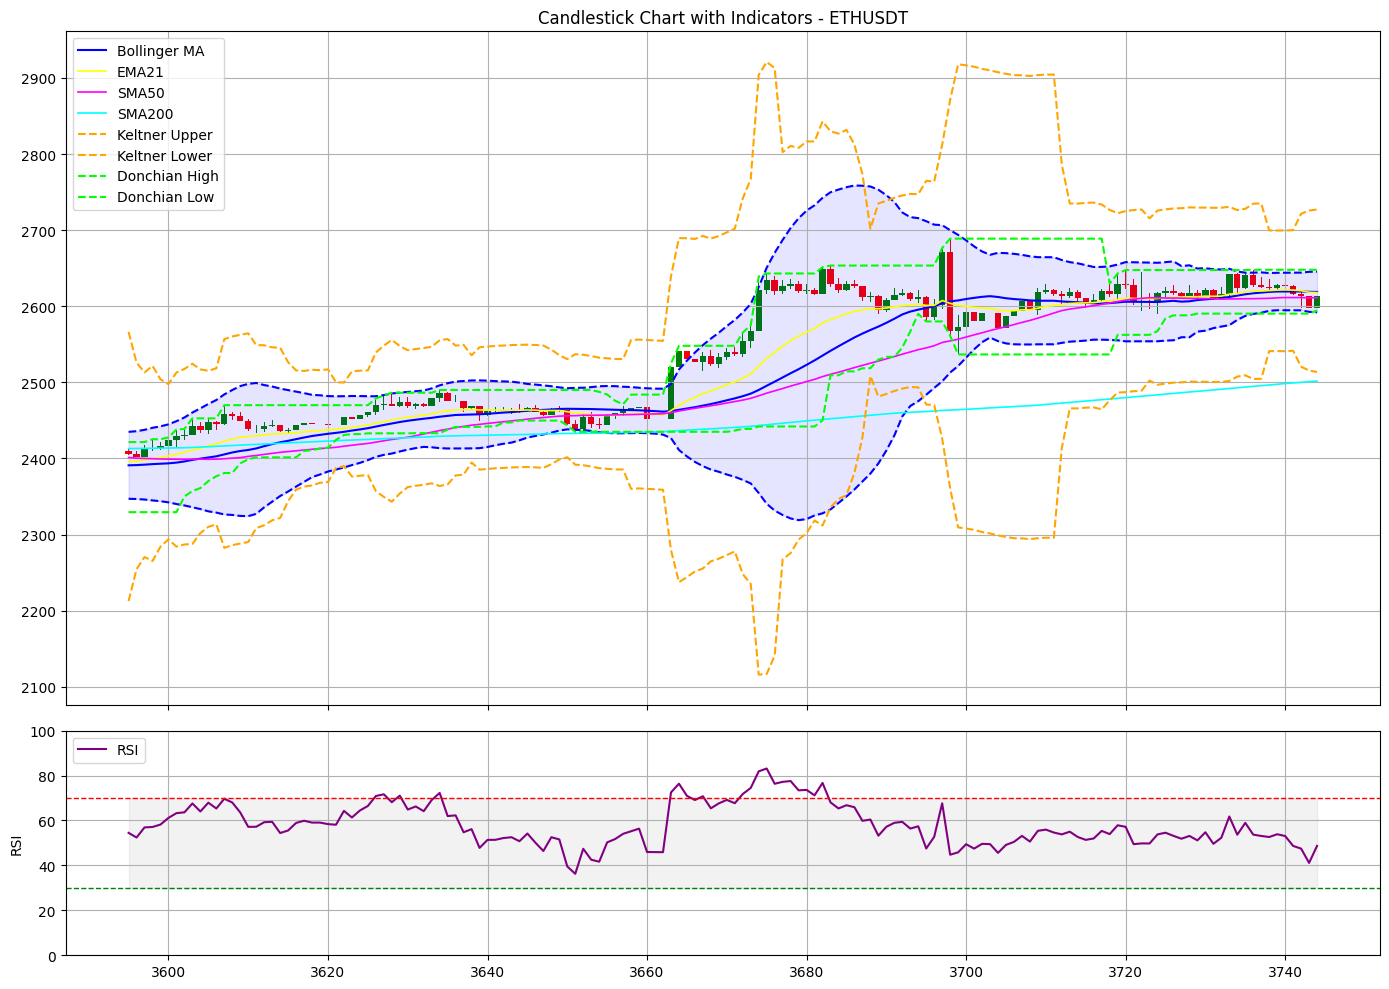 Candlestick Chart with Indicators - ETHUSDT
Bollinger MA
EMA21
SMA50
SMA200
Keltner Upper
Keltner Lower
Donchian High
Donchian Low
2900
2800
2700
2600
2500
2400
2300
2200
2100
RSI
100
80
60
40
20
0
RSI
3600
3620
3640
3660
3680
3700
3720
3740